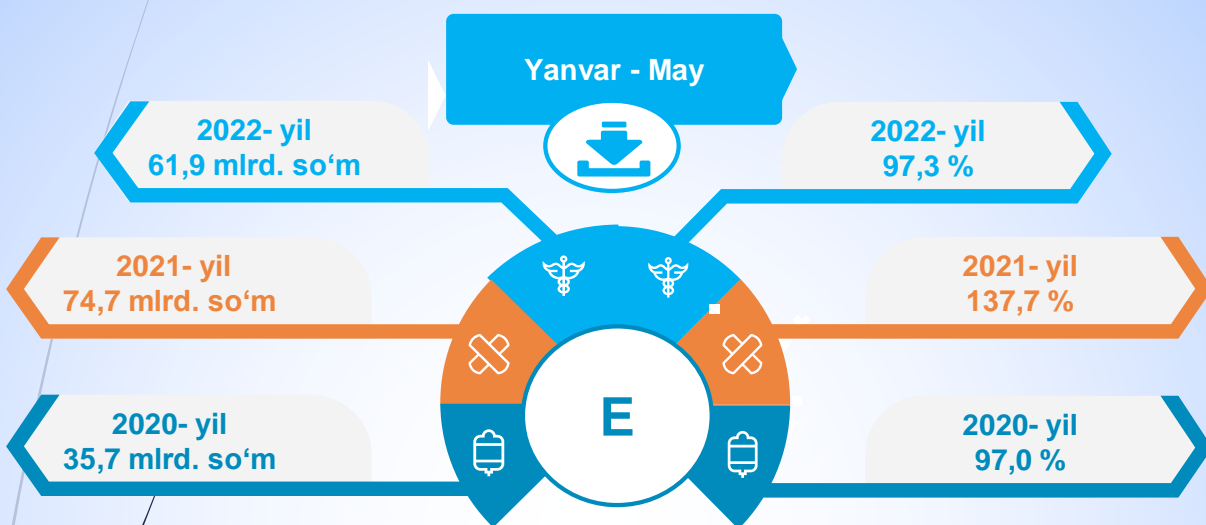 Yanvar - May
2022- yil
61,9 mlrd. so‘m
2022- yil
97,3 %
2021- yil
74,7 mlrd. so‘m
2021- yil
137,7 %
E
2020- yil
35,7 mlrd. so‘m
2020- yil
97,0 %